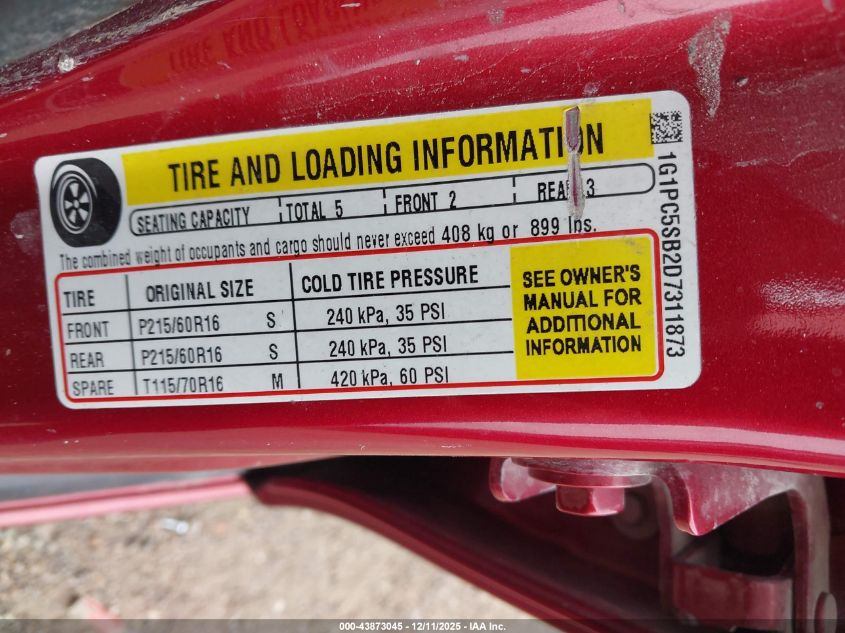 TIRE AND LOADING INFORMATION
SEATING CAPACITY TOTAL 5 FRONT 2 REAR 3
The combined weight of occupants and cargo should never exceed 408 kg or 899 lbs.
TIRE ORIGINAL SIZE COLD TIRE PRESSURE
FRONT P215/60R16 S 240 kPa, 35 PSI
REAR P215/60R16 S 240 kPa, 35 PSI
SPARE T115/70R16 M 420 kPa, 60 PSI
SEE OWNER'S
MANUAL FOR
ADDITIONAL
INFORMATION
1G1PC5SB2D7311873
000-43873045 - 12/11/2025 - IAA Inc.